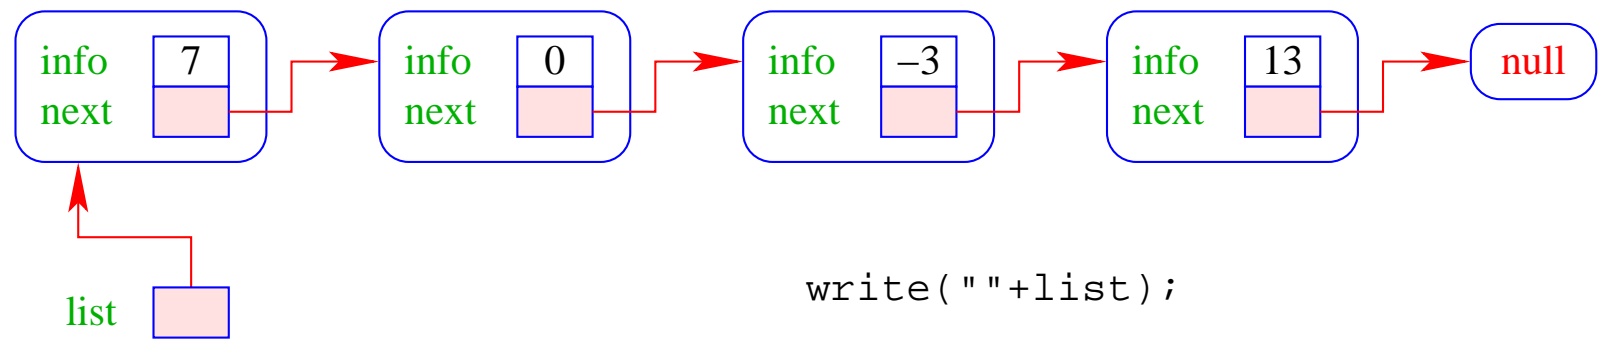 info 7 info 0 info −3 info 13 null
next next next next
write(""+list);
list